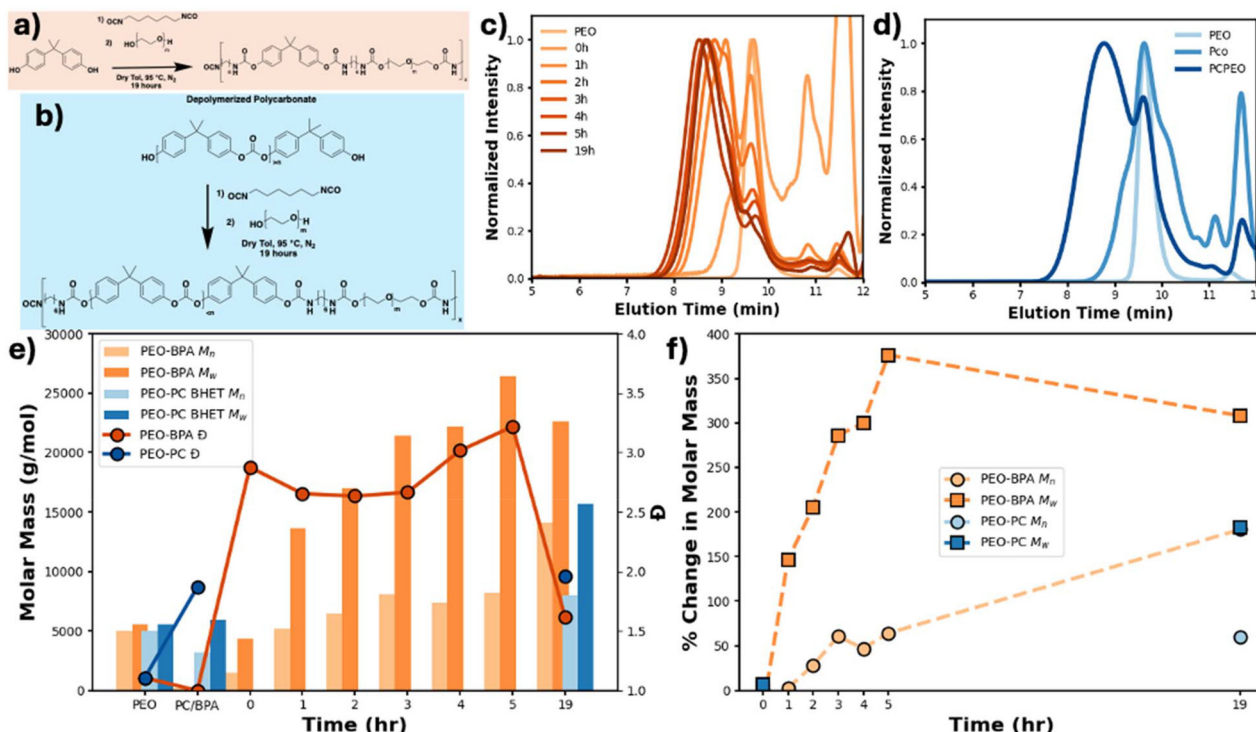 a)
1)
OCN
NCO
2)
HO
H
m
HO
OH
Dry Tol, 95 °C, N₂
19 hours
OCN
6
N
H
O
O
O
O
N
H
6
N
H
O
O
O
m
O
N
H
x
Depolymerized Polycarbonate
b)
HO
O
O
O
>n
OH
1)
OCN
NCO
2)
HO
O
H
m
Dry Tol, 95 °C, N₂
19 hours
OCN
6
N
H
O
O
O
O
O
<n
O
O
N
H
6
N
H
O
O
O
m
O
O
N
H
x
c)
PEO
0h
1h
2h
3h
4h
5h
19h
Normalized Intensity
1.0
0.8
0.6
0.4
0.2
0.0
5 6 7 8 9 10 11 12
Elution Time (min)
d)
PEO
Pco
PCPEO
Normalized Intensity
1.0
0.8
0.6
0.4
0.2
0.0
5 6 7 8 9 10 11
Elution Time (min)
e)
PEO-BPA Mn
PEO-BPA Mw
PEO-PC BHET Mn
PEO-PC BHET Mw
PEO-BPA Đ
PEO-PC Đ
Molar Mass (g/mol)
30000
25000
20000
15000
10000
5000
0
4.0
3.5
3.0
2.5
2.0
1.5
1.0
Đ
PEO PC/BPA 0 1 2 3 4 5 19
Time (hr)
f)
% Change in Molar Mass
400
350
300
250
200
150
100
50
0
PEO-BPA Mn
PEO-BPA Mw
PEO-PC Mn
PEO-PC Mw
0 1 2 3 4 5 19
Time (hr)